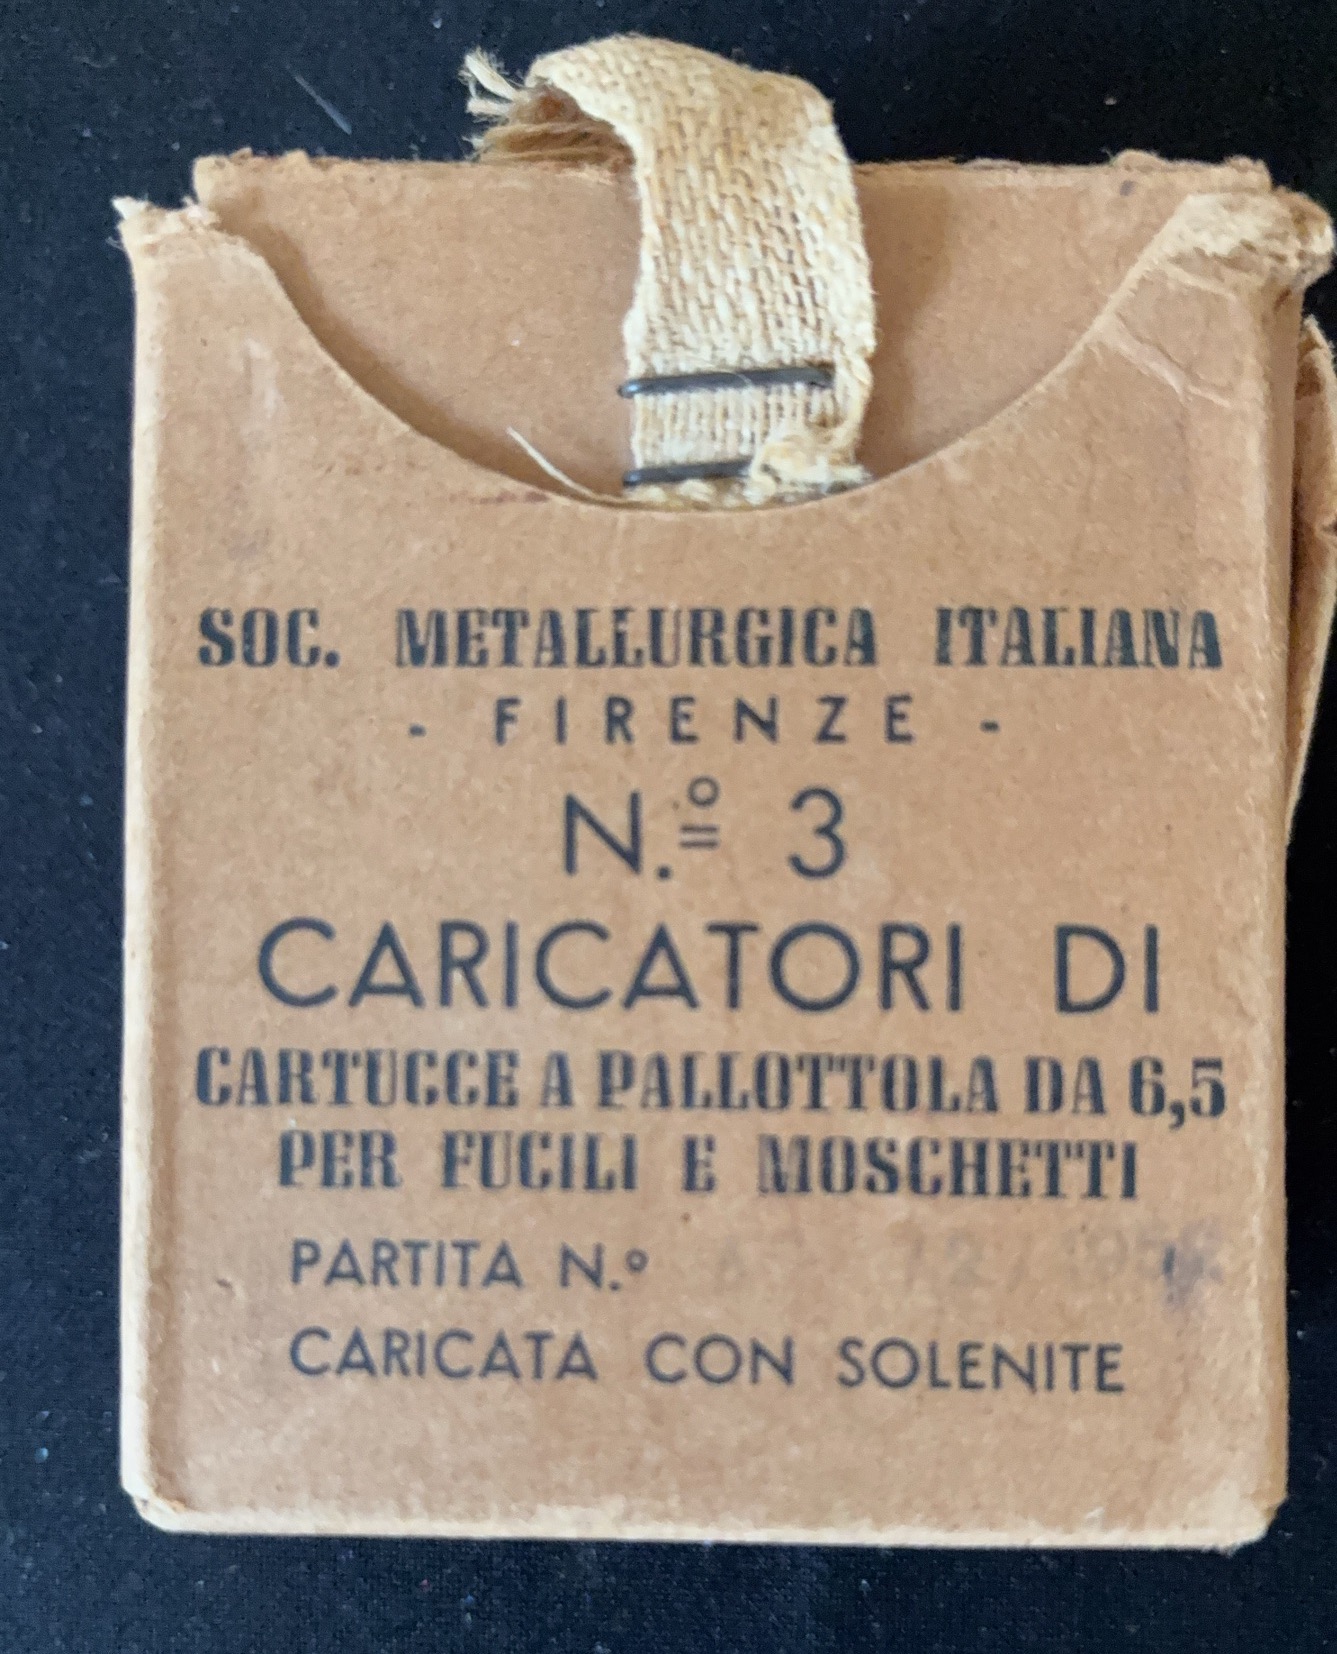 SOC. METALLURGICA ITALIANA
- FIRENZE -
N.º 3
CARICATORI DI
CARTUCCE A PALLOTTOLA DA 6,5
PER FUCILI E MOSCHETTI
PARTITA N.º
CARICATA CON SOLENITE